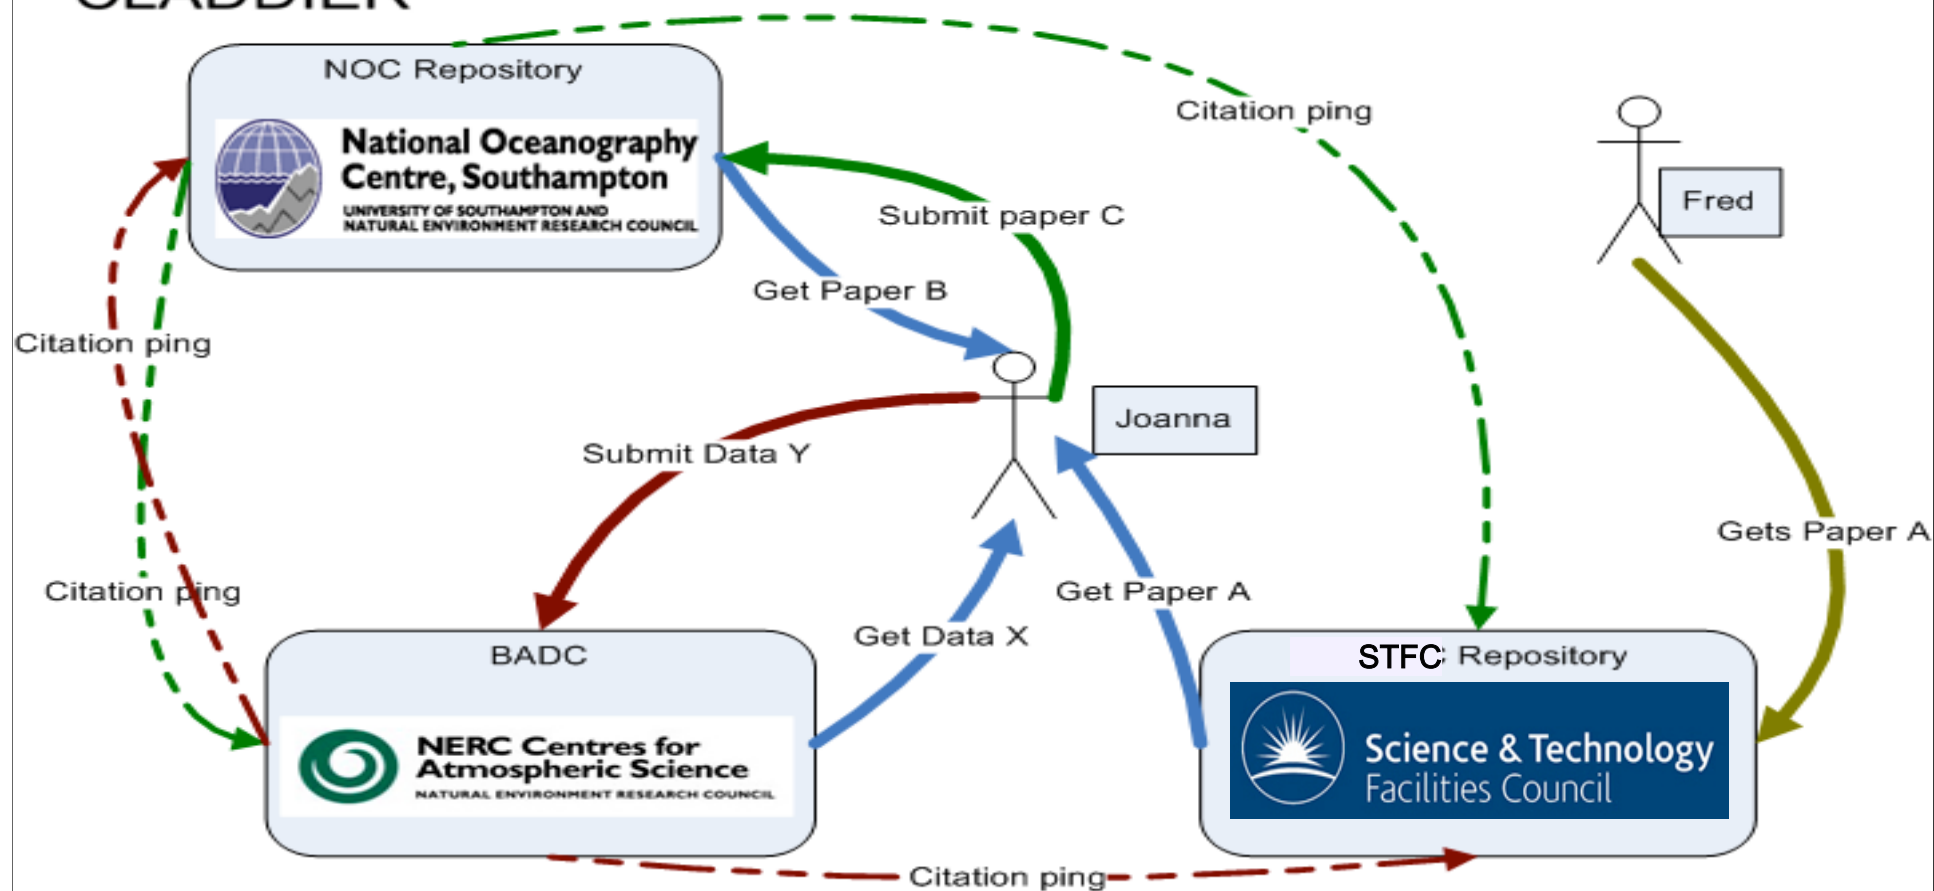 CLADDIER
NOC Repository
National Oceanography
Centre, Southampton
UNIVERSITY OF SOUTHAMPTON AND
NATURAL ENVIRONMENT RESEARCH COUNCIL
Citation ping
Fred
Submit paper C
Get Paper B
Citation ping
Joanna
Submit Data Y
Gets Paper A
Citation ping
Get Paper A
Get Data X
BADC
NERC Centres for
Atmospheric Science
NATURAL ENVIRONMENT RESEARCH COUNCIL
STFC Repository
Science & Technology
Facilities Council
Citation ping